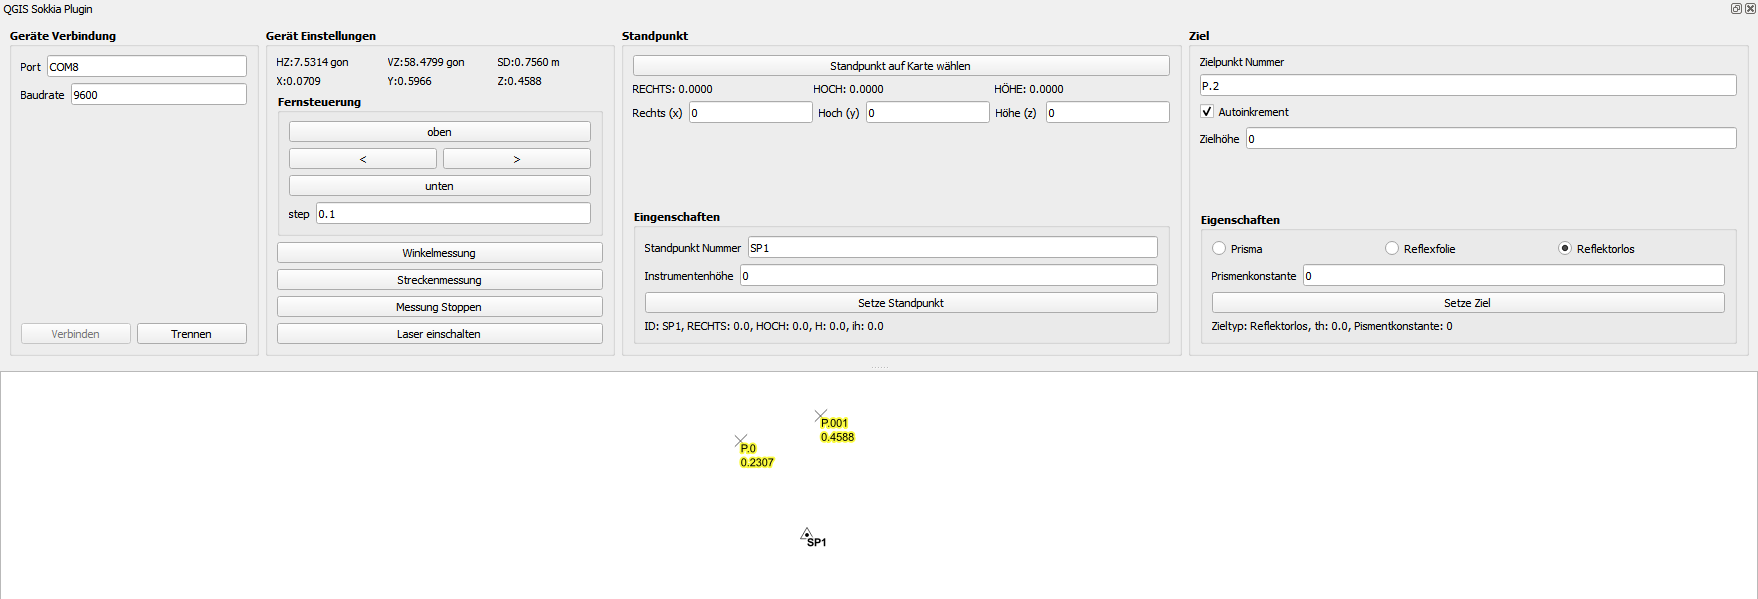 QGIS Sokkia Plugin
Geräte Verbindung
Port COM8
Baudrate 9600
Verbinden Trennen
Gerät Einstellungen
HZ:7.5314 gon VZ:58.4799 gon SD:0.7560 m
X:0.0709 Y:0.5966 Z:0.4588
Fernsteuerung
oben
< >
unten
step 0.1
Winkelmessung
Streckenmessung
Messung Stoppen
Laser einschalten
Standpunkt
Standpunkt auf Karte wählen
RECHTS: 0.0000 HOCH: 0.0000 HÖHE: 0.0000
Rechts (x) 0 Hoch (y) 0 Höhe (z) 0
Eingenschaften
Standpunkt Nummer SP1
Instrumentenhöhe 0
Setze Standpunkt
ID: SP1, RECHTS: 0.0, HOCH: 0.0, H: 0.0, ih: 0.0
Ziel
Zielpunkt Nummer
P.2
Autoinkrement
Zielhöhe 0
Eigenschaften
Prisma Reflexfolie Reflektorlos
Prismenkonstante 0
Setze Ziel
Zieltyp: Reflektorlos, th: 0.0, Pismentkonstante: 0
P.001
0.4588
P.0
0.2307
SP1